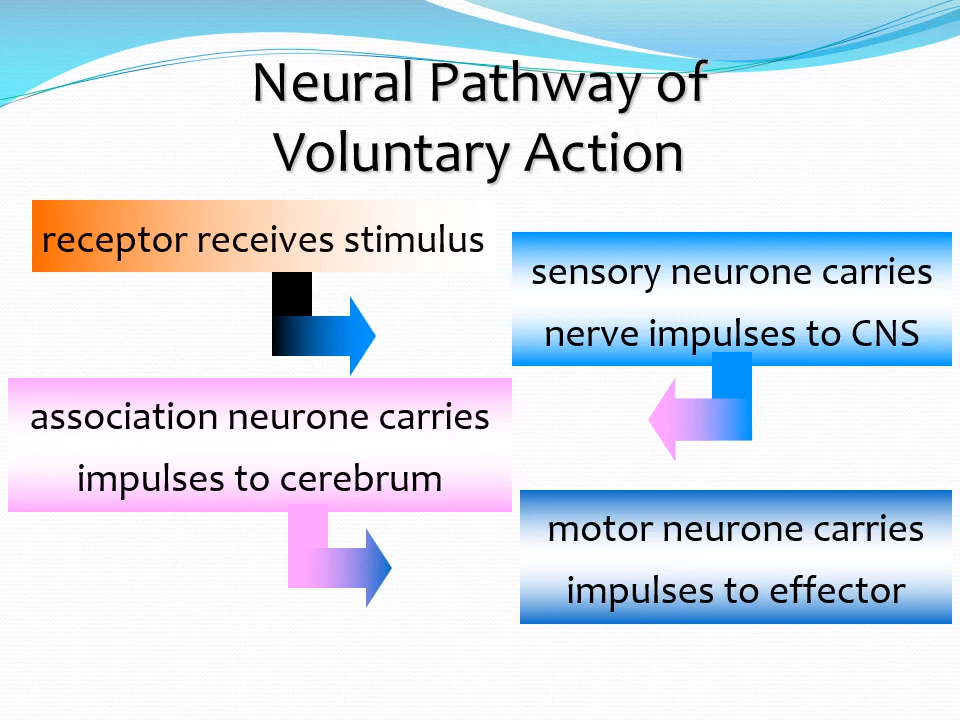 Neural Pathway of
Voluntary Action
receptor receives stimulus
sensory neurone carries
nerve impulses to CNS
association neurone carries
impulses to cerebrum
motor neurone carries
impulses to effector